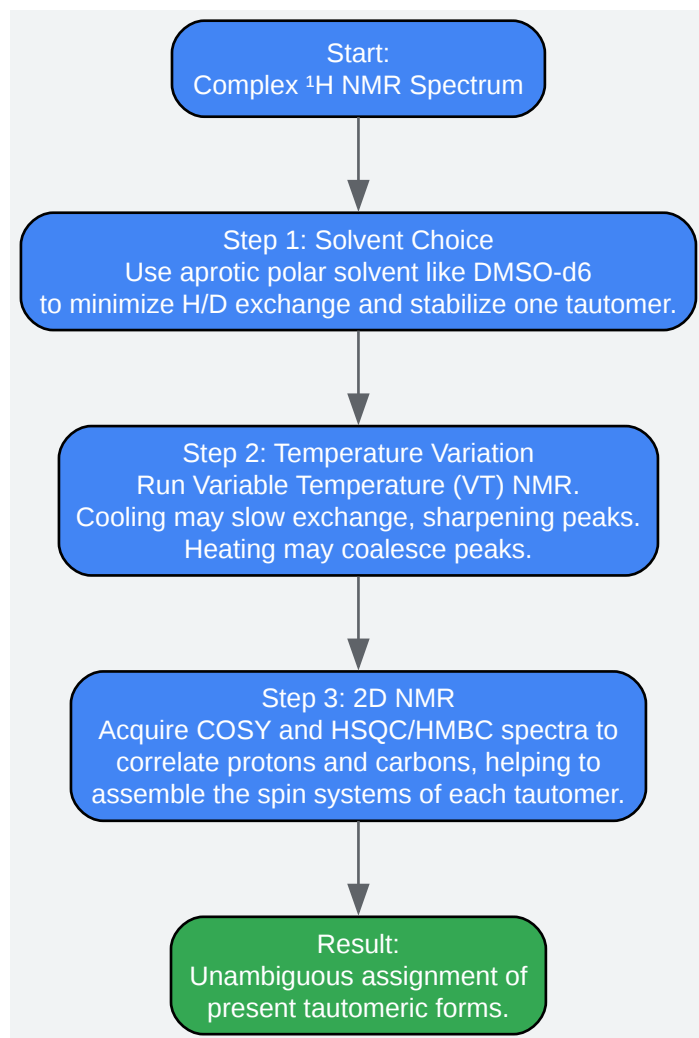 Start:
Complex ¹H NMR Spectrum
Step 1: Solvent Choice
Use aprotic polar solvent like DMSO-d6
to minimize H/D exchange and stabilize one tautomer.
Step 2: Temperature Variation
Run Variable Temperature (VT) NMR.
Cooling may slow exchange, sharpening peaks.
Heating may coalesce peaks.
Step 3: 2D NMR
Acquire COSY and HSQC/HMBC spectra to
correlate protons and carbons, helping to
assemble the spin systems of each tautomer.
Result:
Unambiguous assignment of
present tautomeric forms.